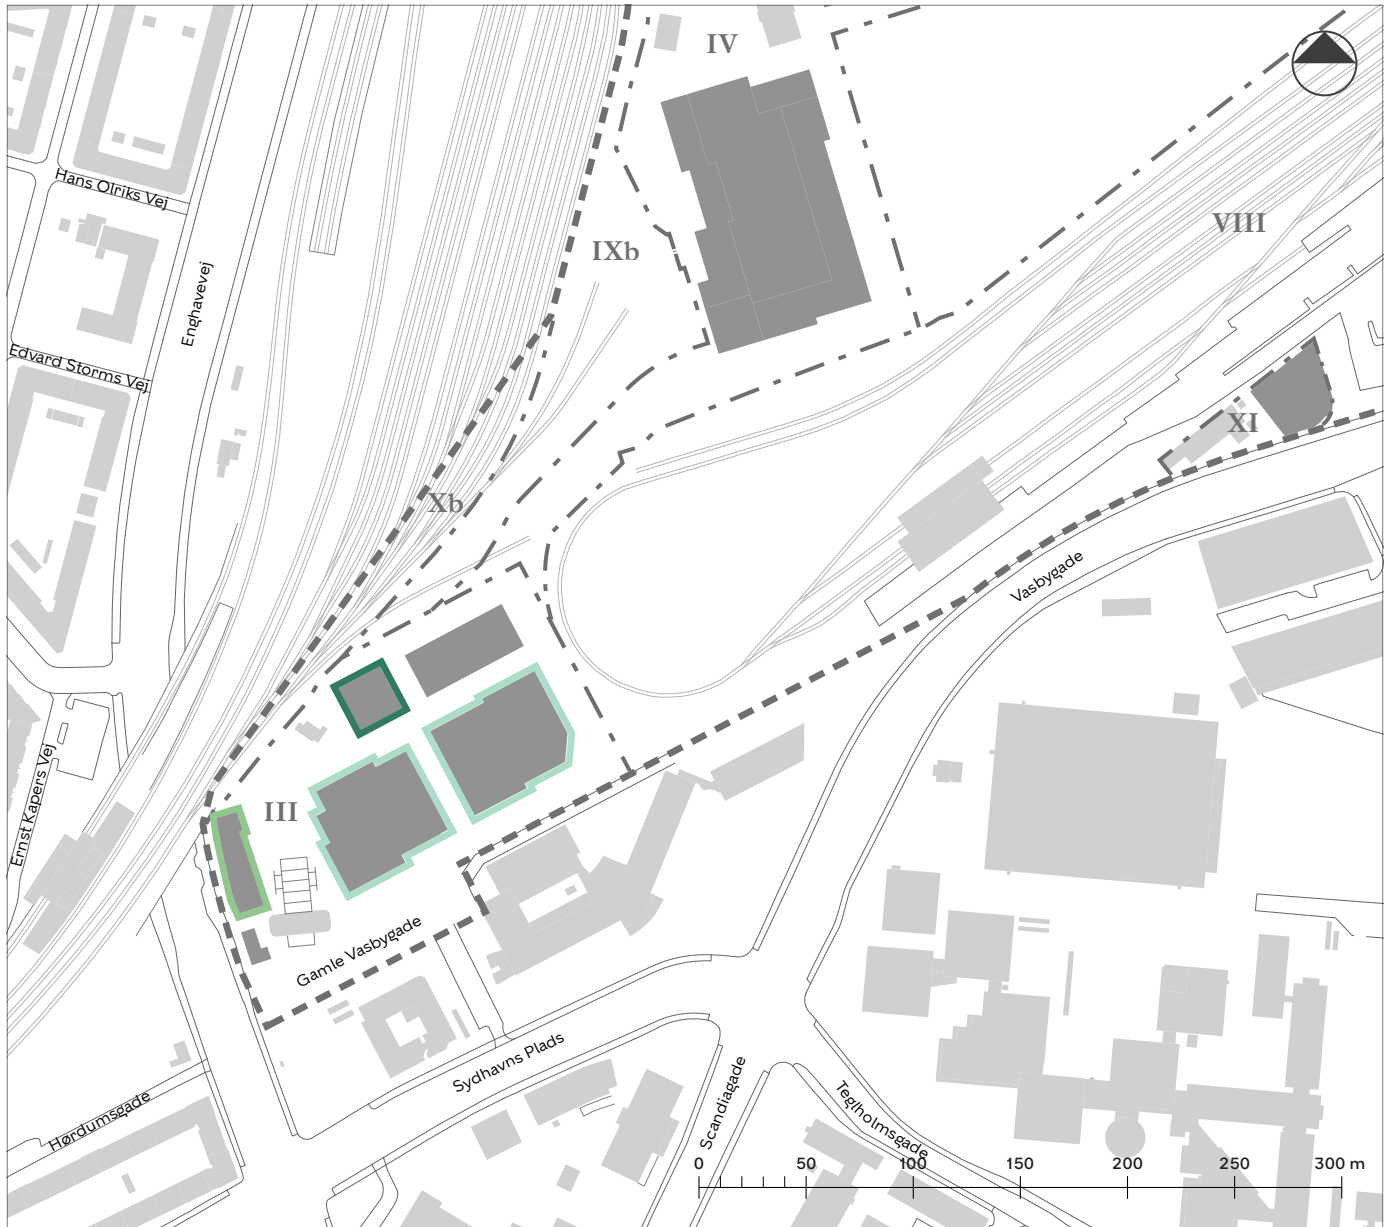 IV
Hans Olriks Vej
VIII
IXb
Enghavevej
Edvard Storms Vej
XI
Xb
Vasbygade
Ernst Kapers Vej
III
Gamle Vasbygade
Sydhavns Plads
Scandiagade
Teglholmsgade
Hørdumsgade
0 50 100 150 200 250 300 m